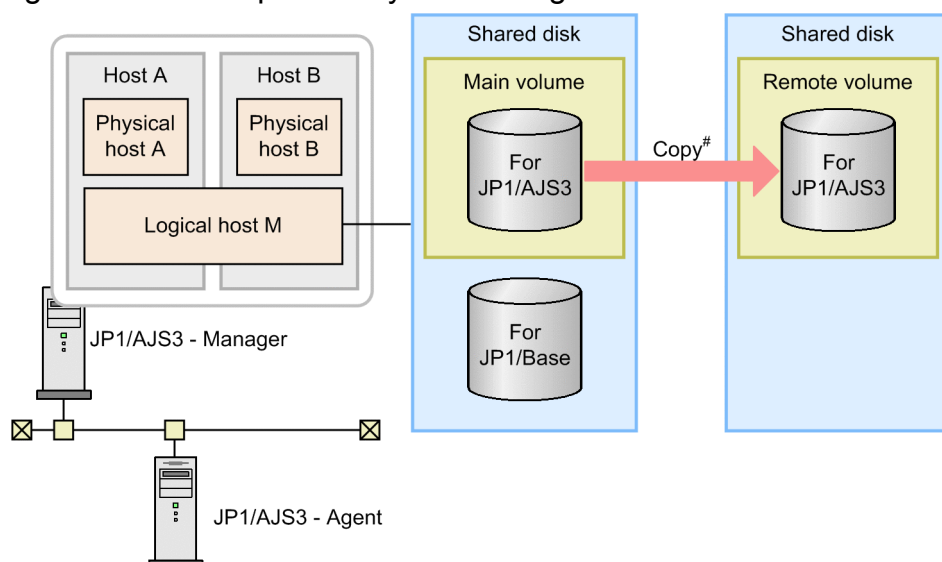 Shared disk
Shared disk
Host A
Host B
Main volume
Remote volume
Physical
host A
Physical
host B
For
JP1/AJS3
Copy#
For
JP1/AJS3
Logical host M
For
JP1/Base
JP1/AJS3 - Manager
JP1/AJS3 - Agent